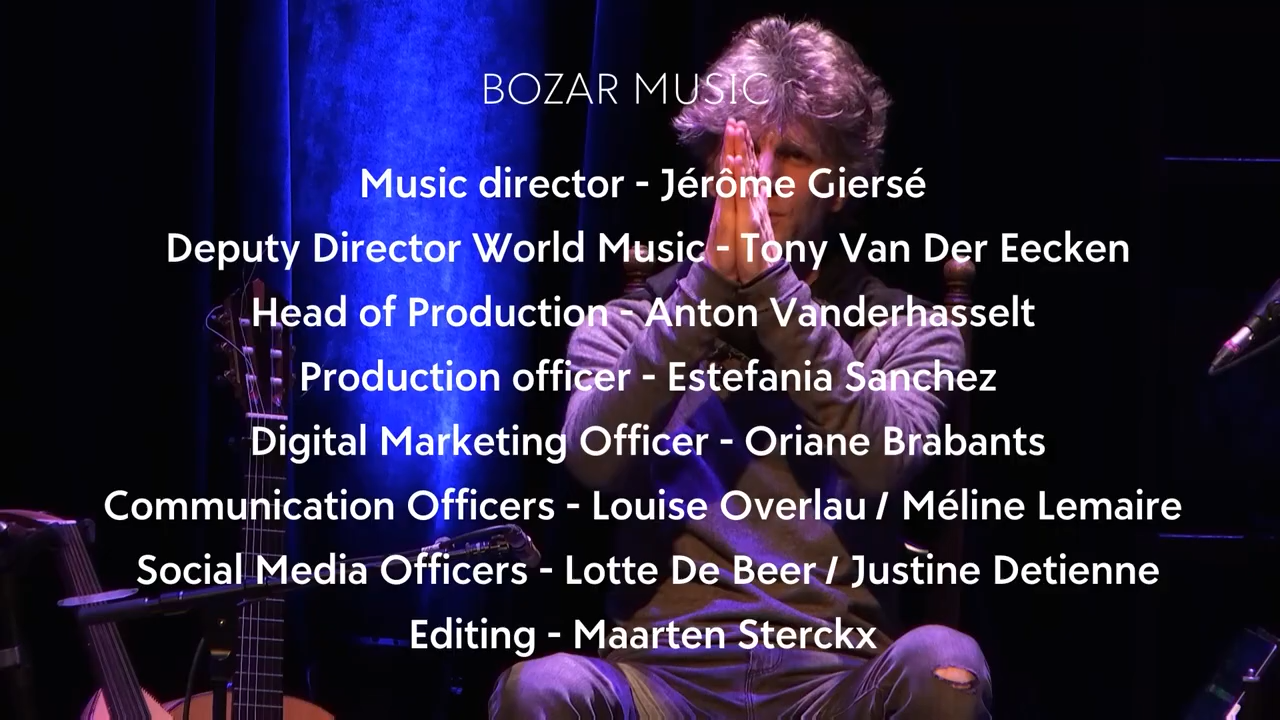 BOZAR MUSIC
Music director - Jérôme Giersé
Deputy Director World Music - Tony Van Der Eecken
Head of Production - Anton Vanderhasselt
Production officer - Estefania Sanchez
Digital Marketing Officer - Oriane Brabants
Communication Officers - Louise Overlau / Méline Lemaire
Social Media Officers - Lotte De Beer / Justine Detienne
Editing - Maarten Sterckx